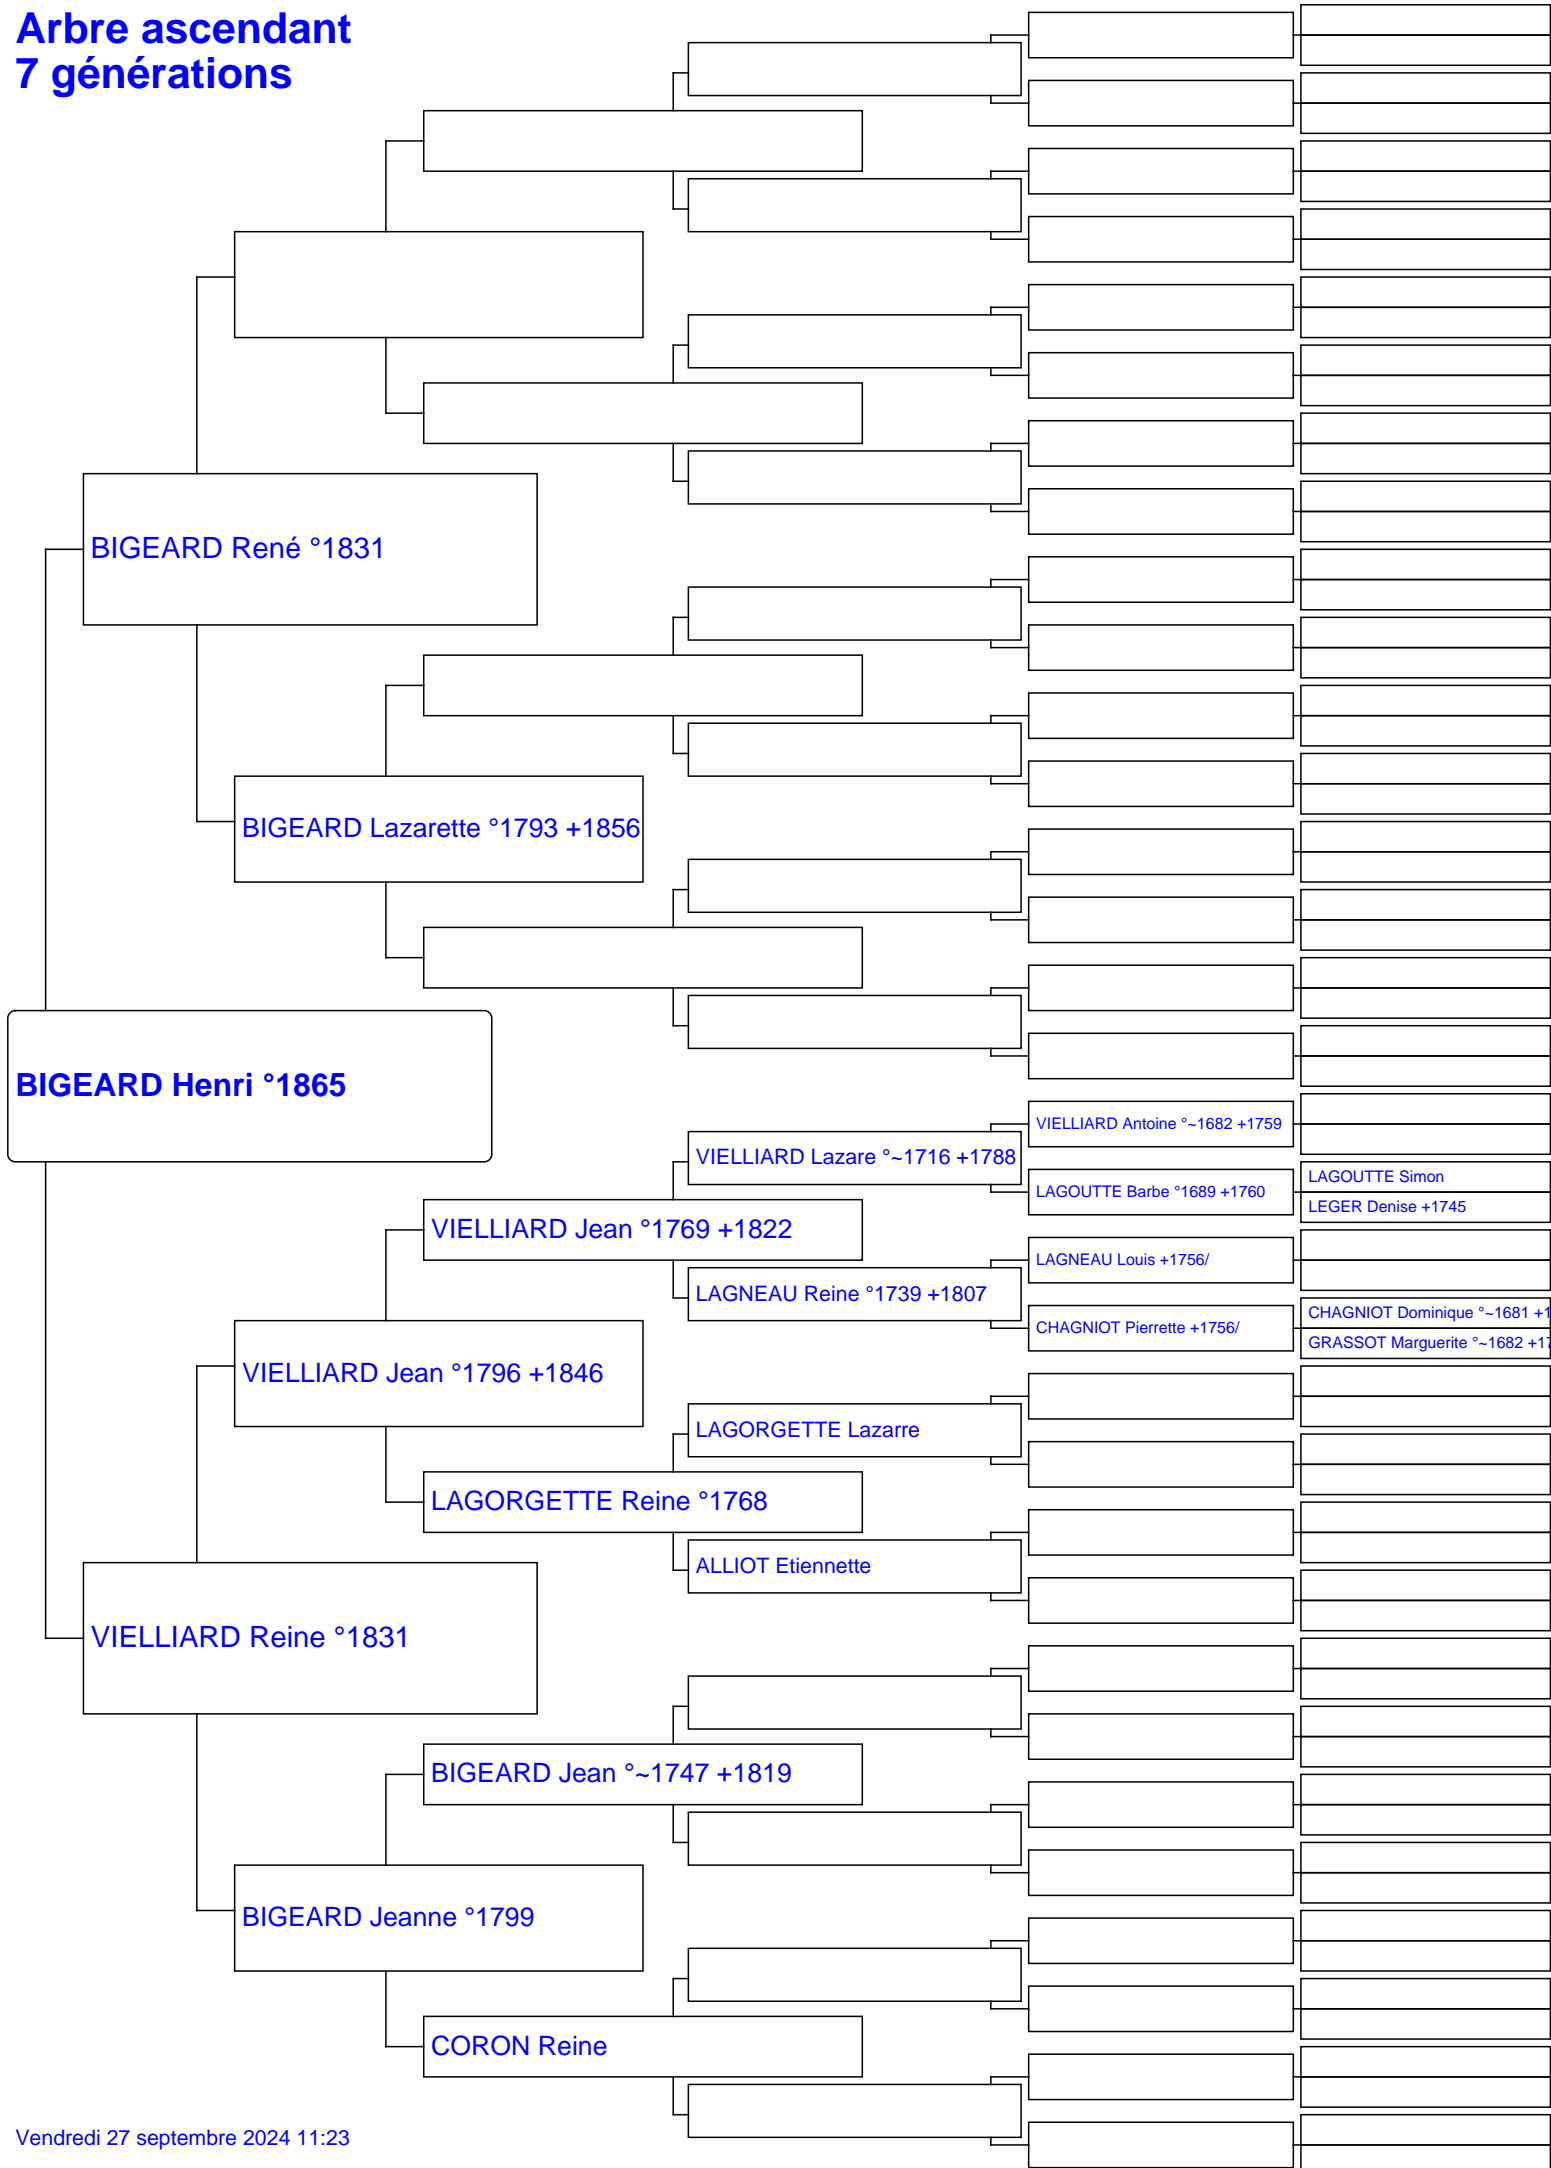 Arbre ascendant
7 générations
BIGEARD René °1831
BIGEARD Lazarette °1793 +1856
BIGEARD Henri °1865
VIELLIARD Antoine °~1682 +1759
VIELLIARD Lazare °~1716 +1788
LAGOUTTE Simon
LAGOUTTE Barbe °1689 +1760
LEGER Denise +1745
VIELLIARD Jean °1769 +1822
LAGNEAU Louis +1756/
LAGNEAU Reine °1739 +1807
CHAGNIOT Dominique °~1681 +1
CHAGNIOT Pierrette +1756/
GRASSOT Marguerite °~1682 +17
VIELLIARD Jean °1796 +1846
LAGORGETTE Lazarre
LAGORGETTE Reine °1768
ALLIOT Etiennette
VIELLIARD Reine °1831
BIGEARD Jean °~1747 +1819
BIGEARD Jeanne °1799
CORON Reine
Vendredi 27 septembre 2024 11:23